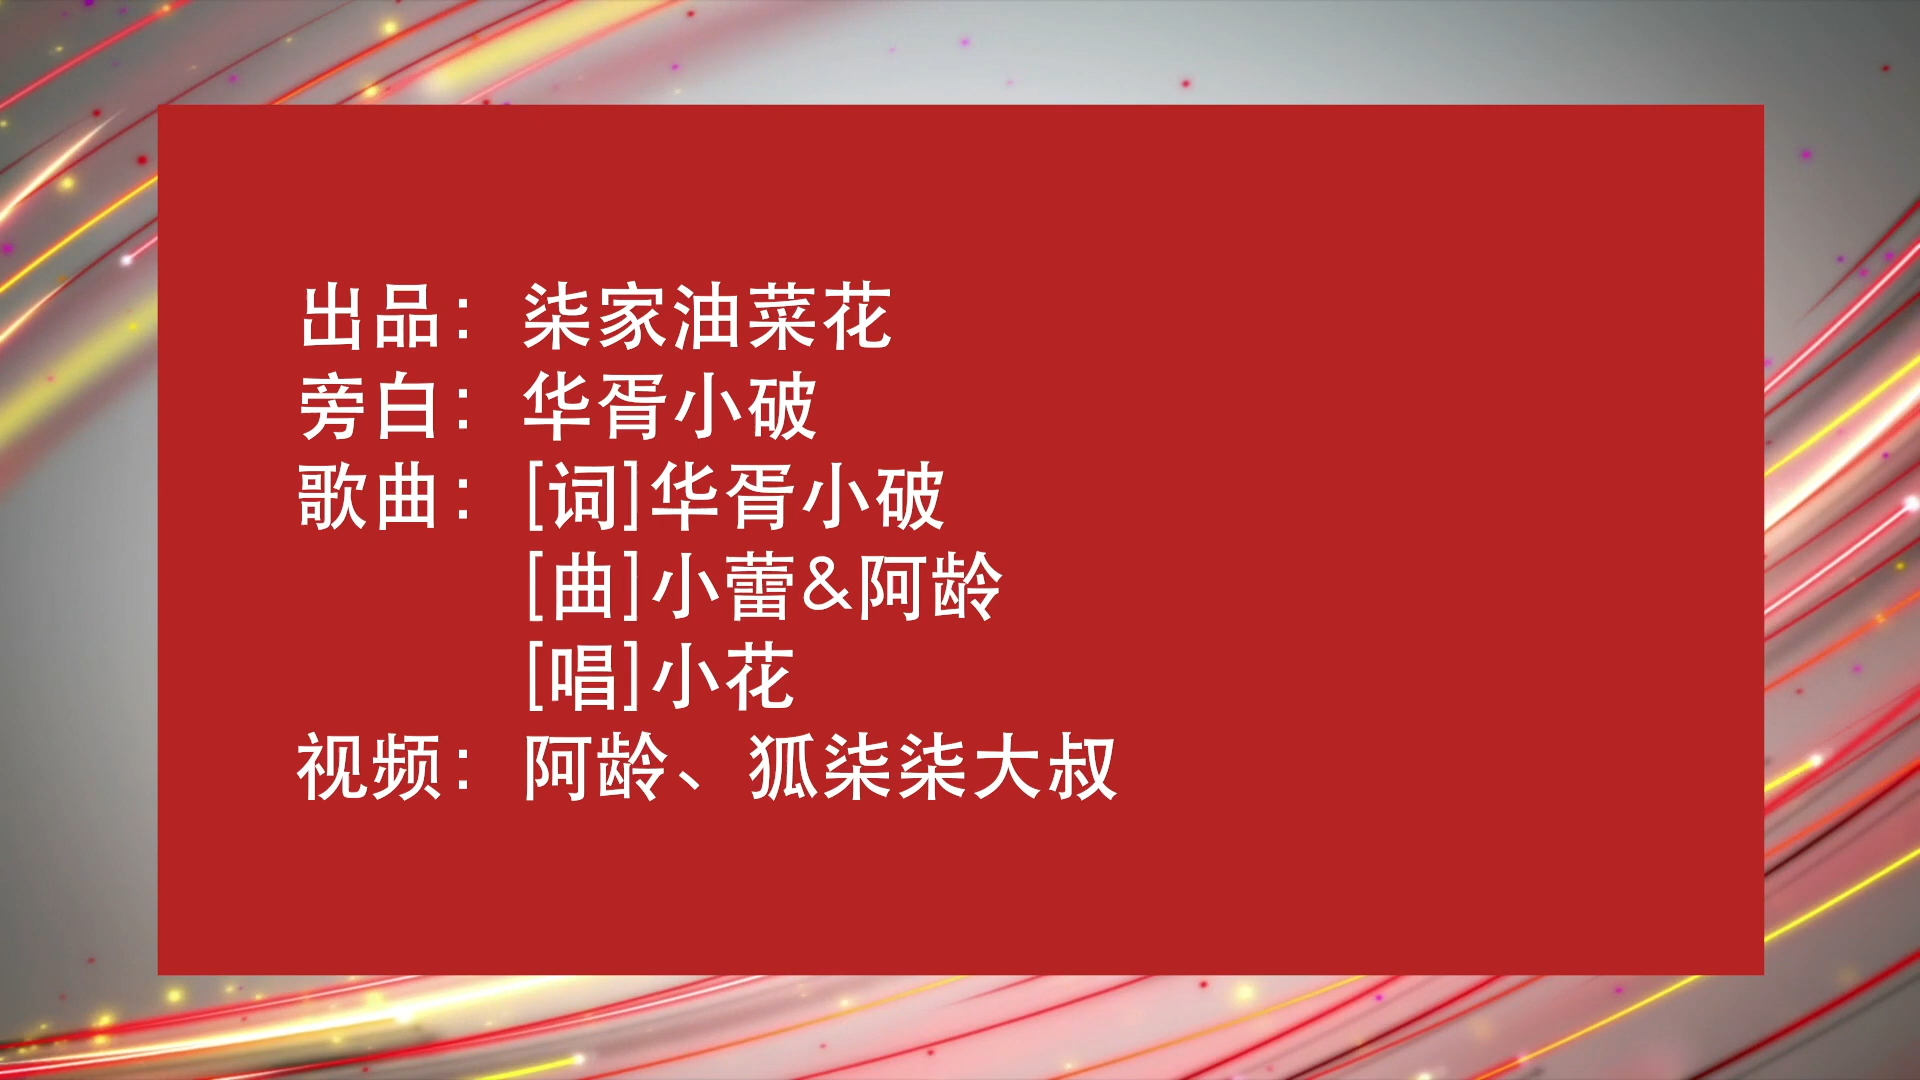 出品：柒家油菜花
旁白：华胥小破
歌曲：[词]华胥小破
[曲]小蕾&阿龄
[唱]小花
视频：阿龄、狐柒柒大叔